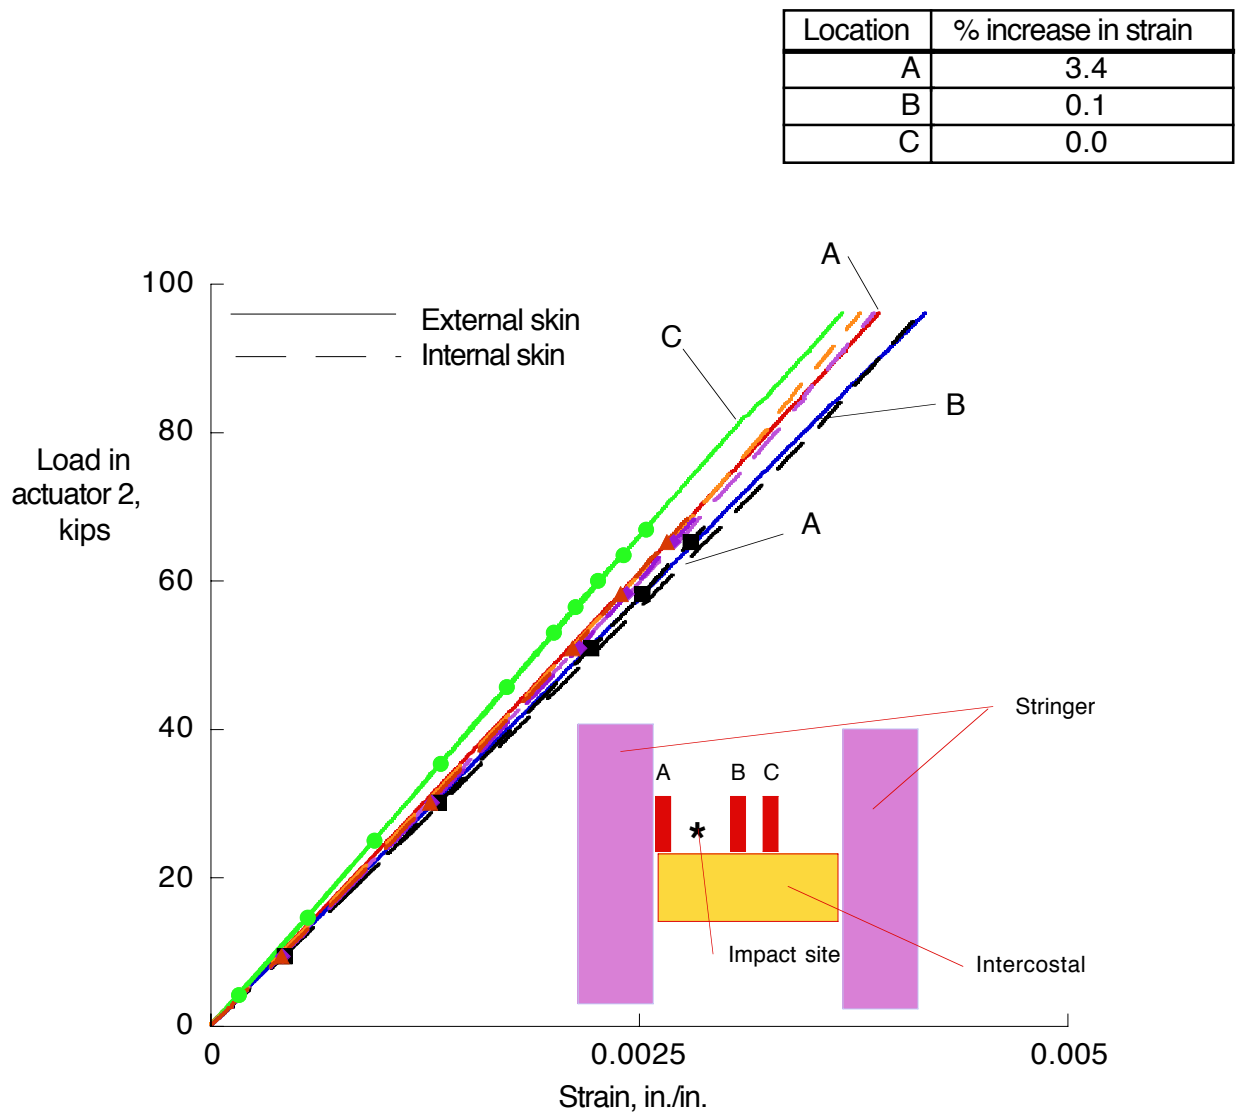 Location % increase in strain
A 3.4
B 0.1
C 0.0
A
100
External skin
C
Internal skin
B
80
Load in
actuator 2,
kips
A
60
Stringer
40
A B C
*
20
Impact site
Intercostal
0
0 0.0025 0.005
Strain, in./in.